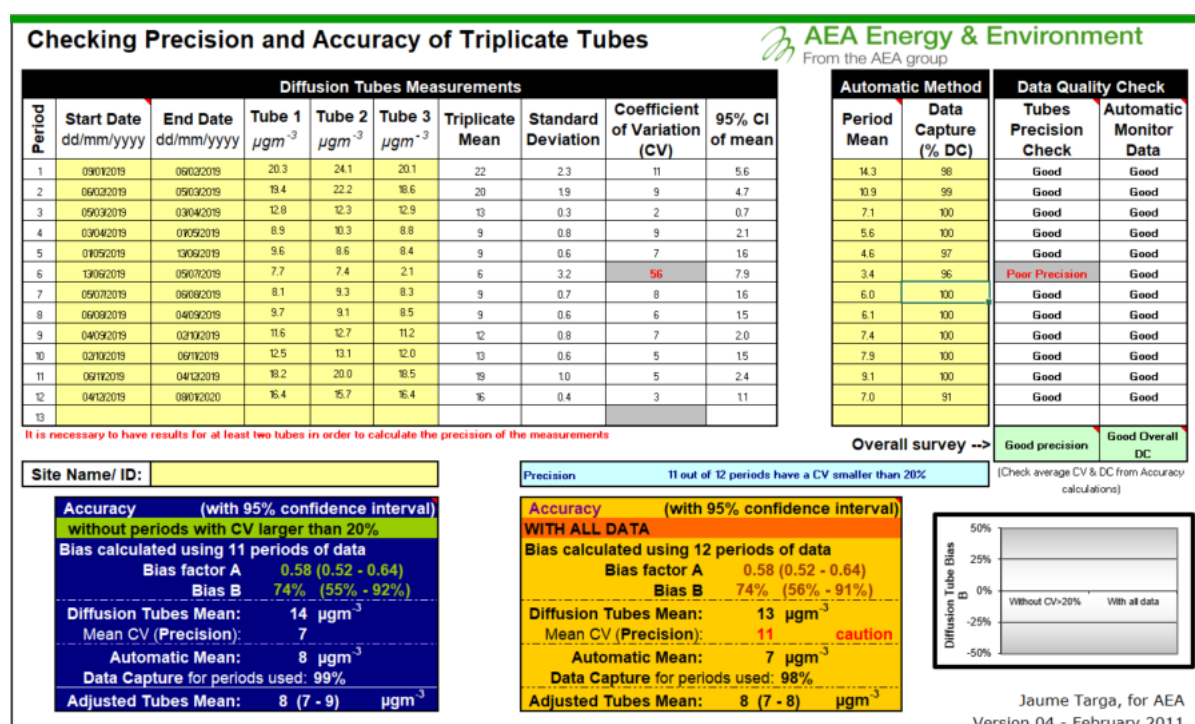 Checking Precision and Accuracy of Triplicate Tubes
AEA Energy & Environment
From the AEA group
Diffusion Tubes Measurements
Automatic Method
Data Quality Check
Period Start Date dd/mm/yyyy End Date dd/mm/yyyy Tube 1 µgm-3 Tube 2 µgm-3 Tube 3 µgm-3 Triplicate Mean Standard Deviation Coefficient of Variation (CV) 95% CI of mean Period Mean Data Capture (% DC) Tubes Precision Check Automatic Monitor Data
1 09/01/2019 06/02/2019 20.3 24.1 20.1 22 2.3 11 5.6 14.3 98 Good Good
2 06/02/2019 05/03/2019 19.4 22.2 18.6 20 1.9 9 4.7 10.9 99 Good Good
3 05/03/2019 03/04/2019 12.8 12.3 12.9 13 0.3 2 0.7 7.1 100 Good Good
4 03/04/2019 01/05/2019 8.9 10.3 8.8 9 0.8 9 2.1 5.6 100 Good Good
5 01/05/2019 13/06/2019 9.6 8.6 8.4 9 0.6 7 1.6 4.6 97 Good Good
6 13/06/2019 05/07/2019 7.7 7.4 2.1 6 3.2 56 7.9 3.4 96 Poor Precision Good
7 05/07/2019 06/08/2019 8.1 9.3 8.3 9 0.7 8 1.6 6.0 100 Good Good
8 06/08/2019 04/09/2019 9.7 9.1 8.5 9 0.6 6 1.5 6.1 100 Good Good
9 04/09/2019 02/10/2019 11.6 12.7 11.2 12 0.8 7 2.0 7.4 100 Good Good
10 02/10/2019 06/11/2019 12.5 13.1 12.0 13 0.6 5 1.5 7.9 100 Good Good
11 06/11/2019 04/12/2019 18.2 20.0 18.5 19 1.0 5 2.4 9.1 100 Good Good
12 04/12/2019 08/01/2020 16.4 15.7 16.4 16 0.4 3 1.1 7.0 91 Good Good
13
It is necessary to have results for at least two tubes in order to calculate the precision of the measurements
Overall survey --> Good precision Good Overall DC
Site Name/ ID:
Precision 11 out of 12 periods have a CV smaller than 20%
(Check average CV & DC from Accuracy calculations)
Accuracy (with 95% confidence interval)
without periods with CV larger than 20%
Bias calculated using 11 periods of data
Bias factor A 0.58 (0.52 - 0.64)
Bias B 74% (55% - 92%)
Diffusion Tubes Mean: 14 µgm-3
Mean CV (Precision): 7
Automatic Mean: 8 µgm-3
Data Capture for periods used: 99%
Adjusted Tubes Mean: 8 (7 - 9) µgm-3
Accuracy (with 95% confidence interval)
WITH ALL DATA
Bias calculated using 12 periods of data
Bias factor A 0.58 (0.52 - 0.64)
Bias B 74% (56% - 91%)
Diffusion Tubes Mean: 13 µgm-3
Mean CV (Precision): 11 caution
Automatic Mean: 7 µgm-3
Data Capture for periods used: 98%
Adjusted Tubes Mean: 8 (7 - 8) µgm-3
Diffusion Tube Bias B
50%
25%
0%
-25%
-50%
Without CV>20% With all data
Jaume Targa, for AEA
Version 04 - February 2011